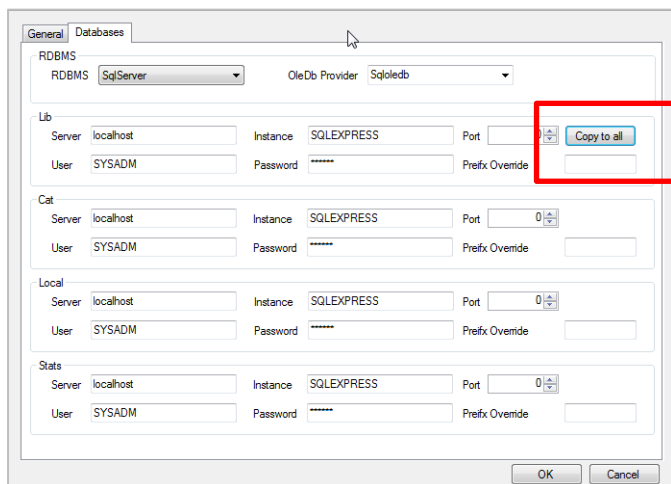 General Databases
RDBMS
RDBMS SqlServer OleDb Provider Sqloledb
Lib
Server localhost Instance SQLEXPRESS Port 0 Copy to all
User SYSADM Password ****** Preifx Override
Cat
Server localhost Instance SQLEXPRESS Port 0
User SYSADM Password ****** Preifx Override
Local
Server localhost Instance SQLEXPRESS Port 0
User SYSADM Password ****** Preifx Override
Stats
Server localhost Instance SQLEXPRESS Port 0
User SYSADM Password ****** Preifx Override
OK Cancel